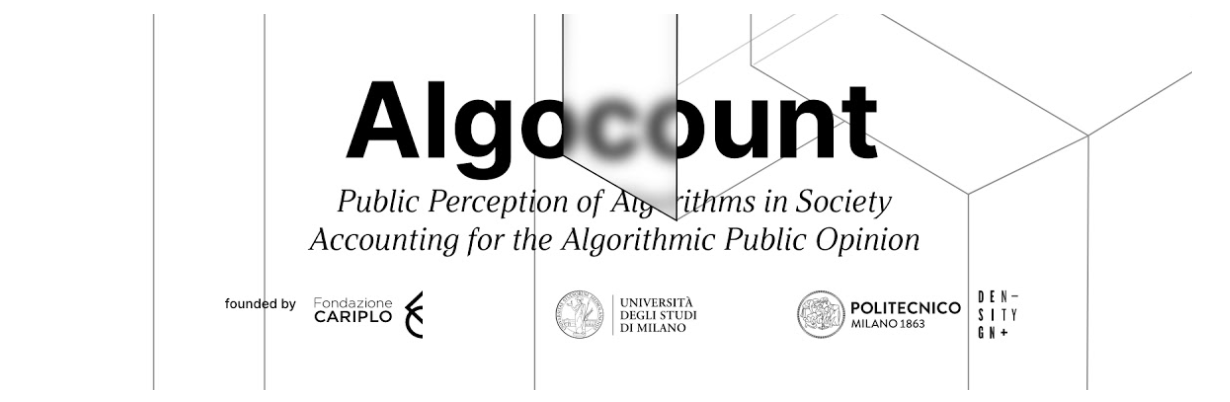 Algocount
Public Perception of Algorithms in Society
Accounting for the Algorithmic Public Opinion
founded by
Fondazione
CARIPLO
UNIVERSITÀ
DEGLI STUDI
DI MILANO
POLITECNICO
MILANO 1863
DEN–
SITY
GN+